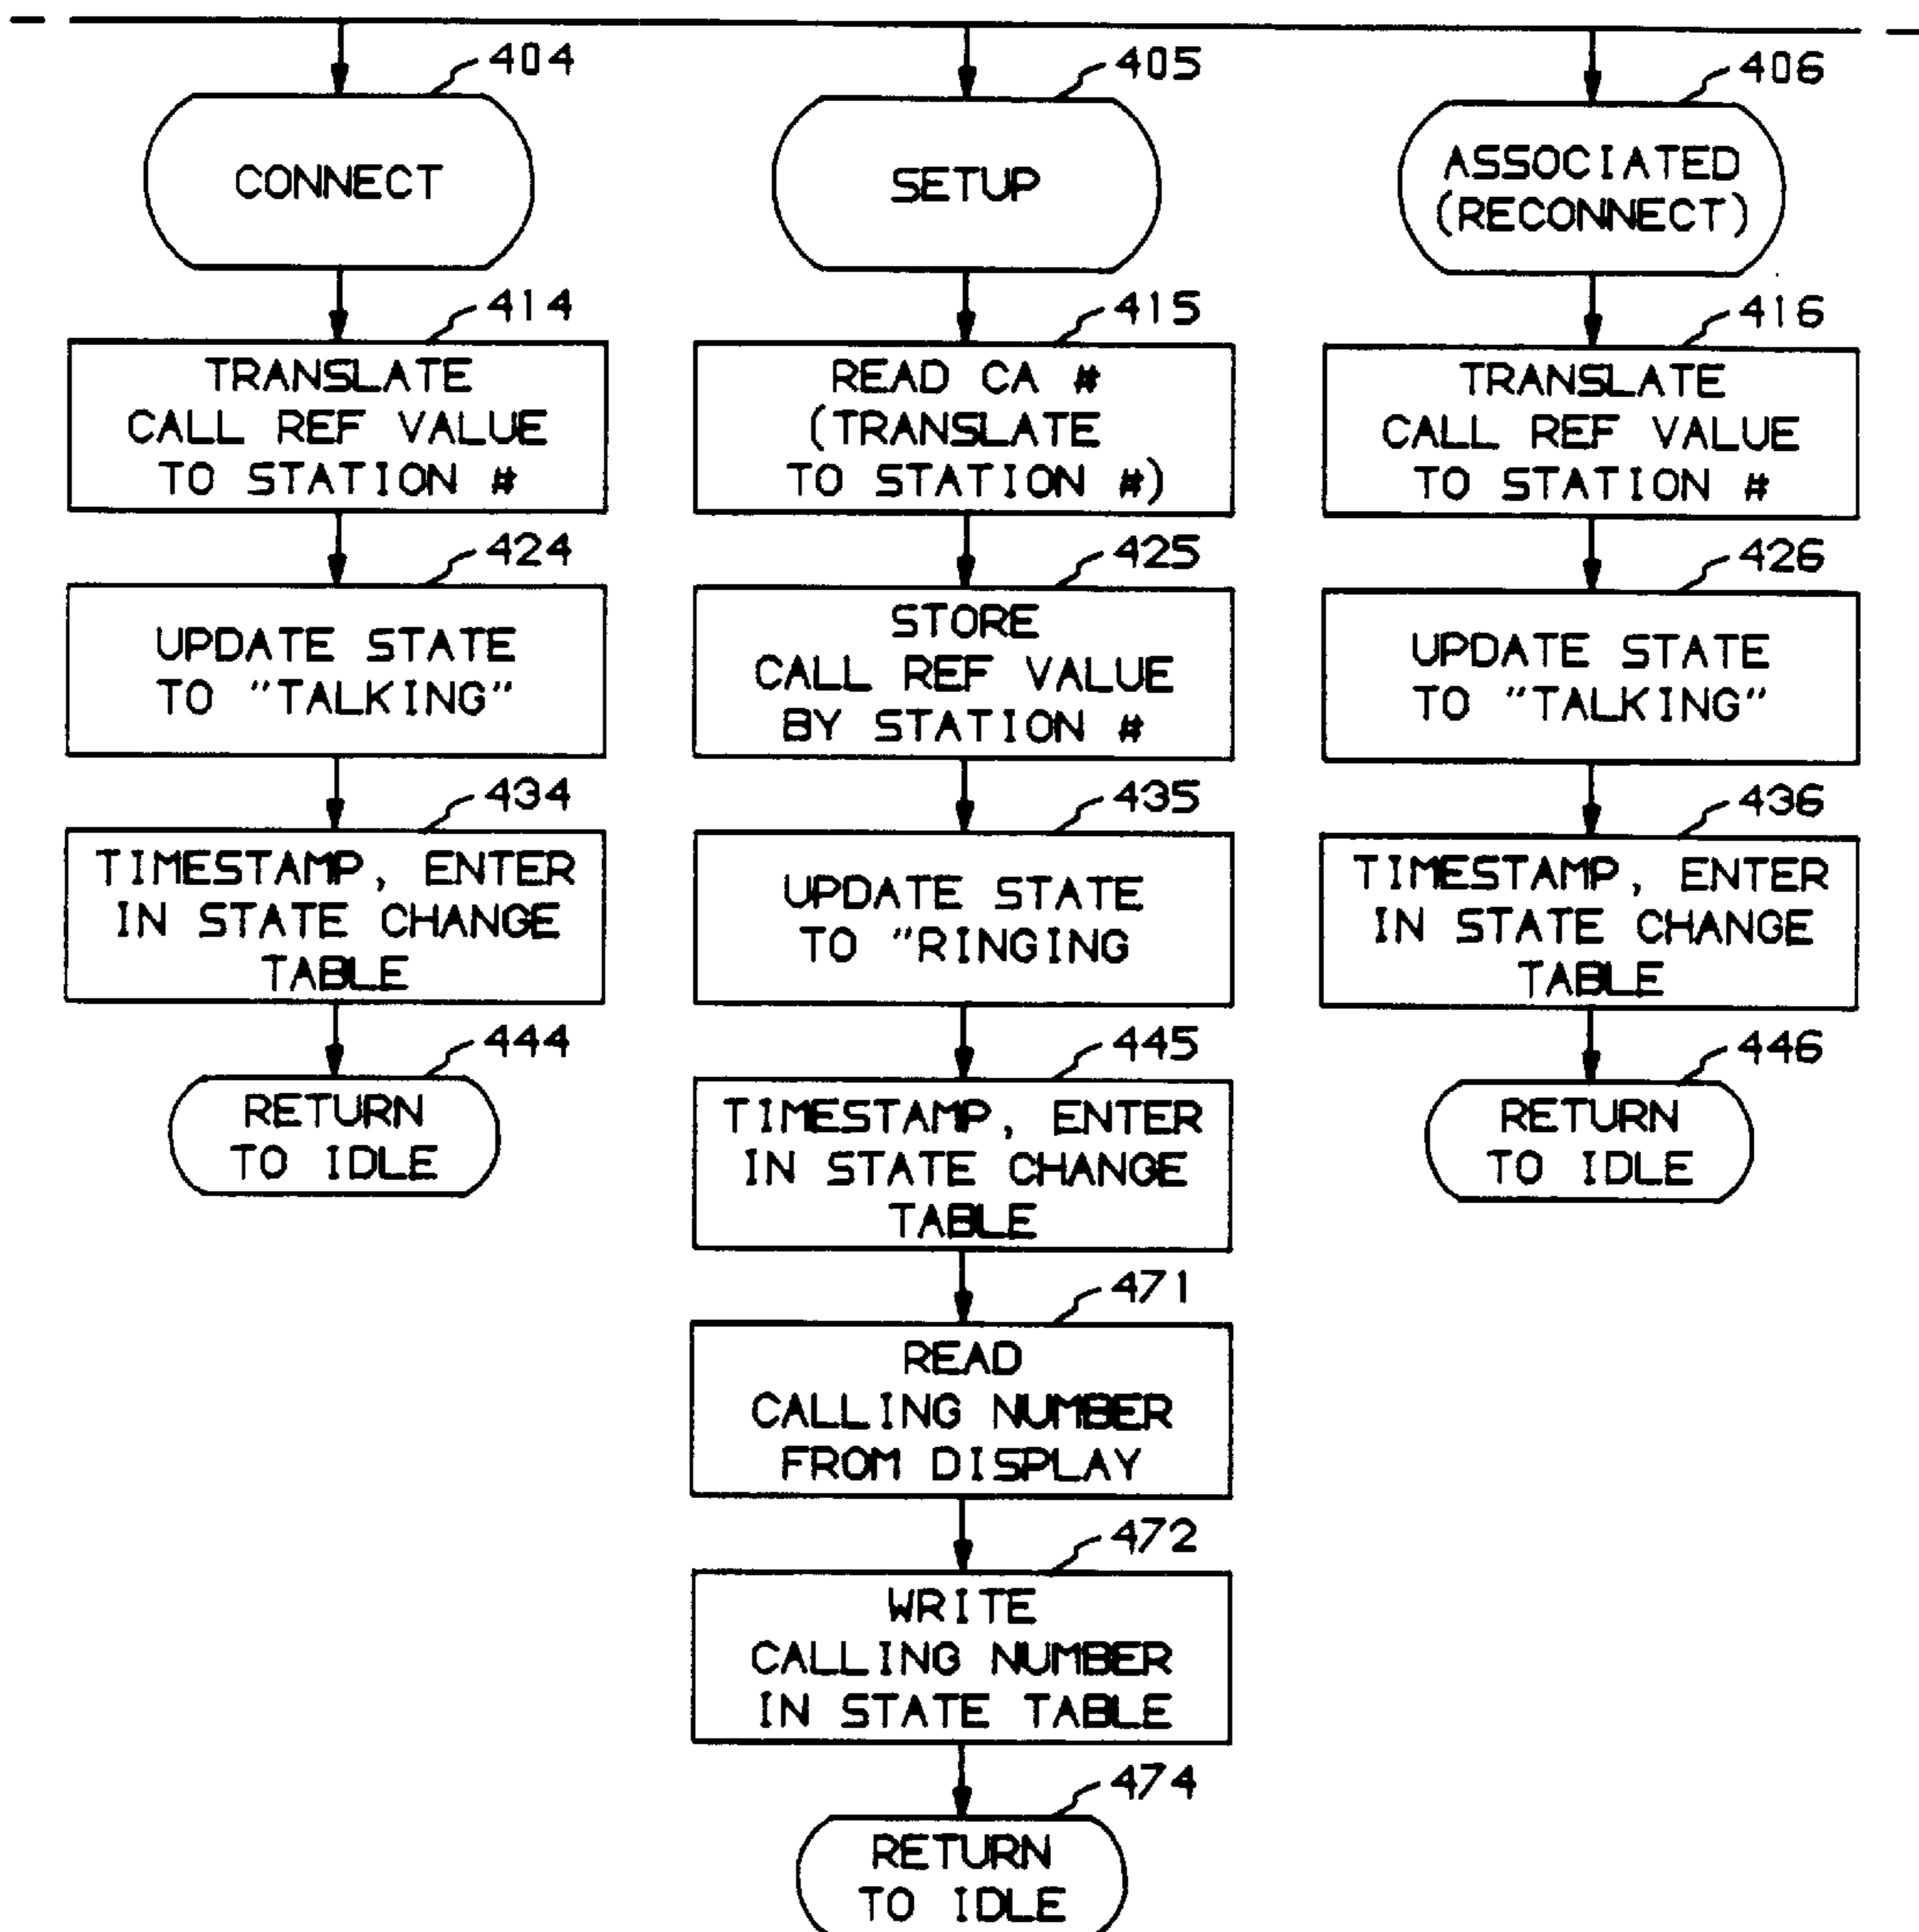 404
CONNECT
414
TRANSLATE
CALL REF VALUE
TO STATION #
424
UPDATE STATE
TO "TALKING"
434
TIMESTAMP, ENTER
IN STATE CHANGE
TABLE
444
RETURN
TO IDLE
405
SETUP
415
READ CA #
(TRANSLATE
TO STATION #)
425
STORE
CALL REF VALUE
BY STATION #
435
UPDATE STATE
TO "RINGING
445
TIMESTAMP, ENTER
IN STATE CHANGE
TABLE
471
READ
CALLING NUMBER
FROM DISPLAY
472
WRITE
CALLING NUMBER
IN STATE TABLE
474
RETURN
TO IDLE
406
ASSOCIATED
(RECONNECT)
416
TRANSLATE
CALL REF VALUE
TO STATION #
426
UPDATE STATE
TO "TALKING"
436
TIMESTAMP, ENTER
IN STATE CHANGE
TABLE
446
RETURN
TO IDLE